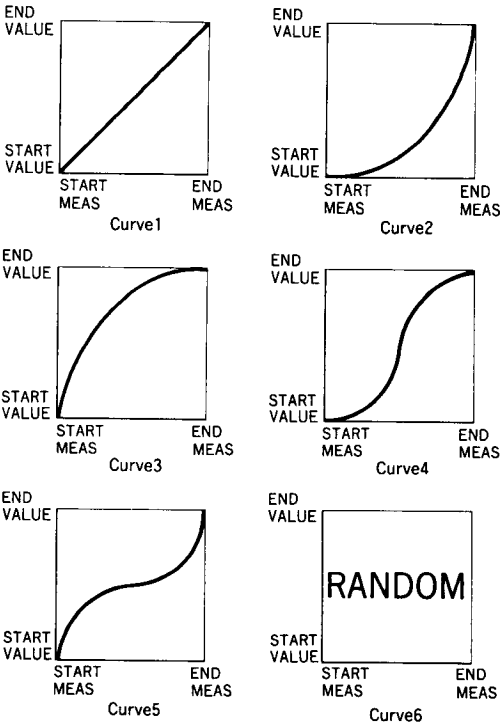 END
VALUE
START
VALUE
START
MEAS
END
MEAS
Curve1
END
VALUE
START
VALUE
START
MEAS
END
MEAS
Curve2
END
VALUE
START
VALUE
START
MEAS
END
MEAS
Curve3
END
VALUE
START
VALUE
START
MEAS
END
MEAS
Curve4
END
VALUE
START
VALUE
START
MEAS
END
MEAS
Curve5
END
VALUE
RANDOM
START
VALUE
START
MEAS
END
MEAS
Curve6